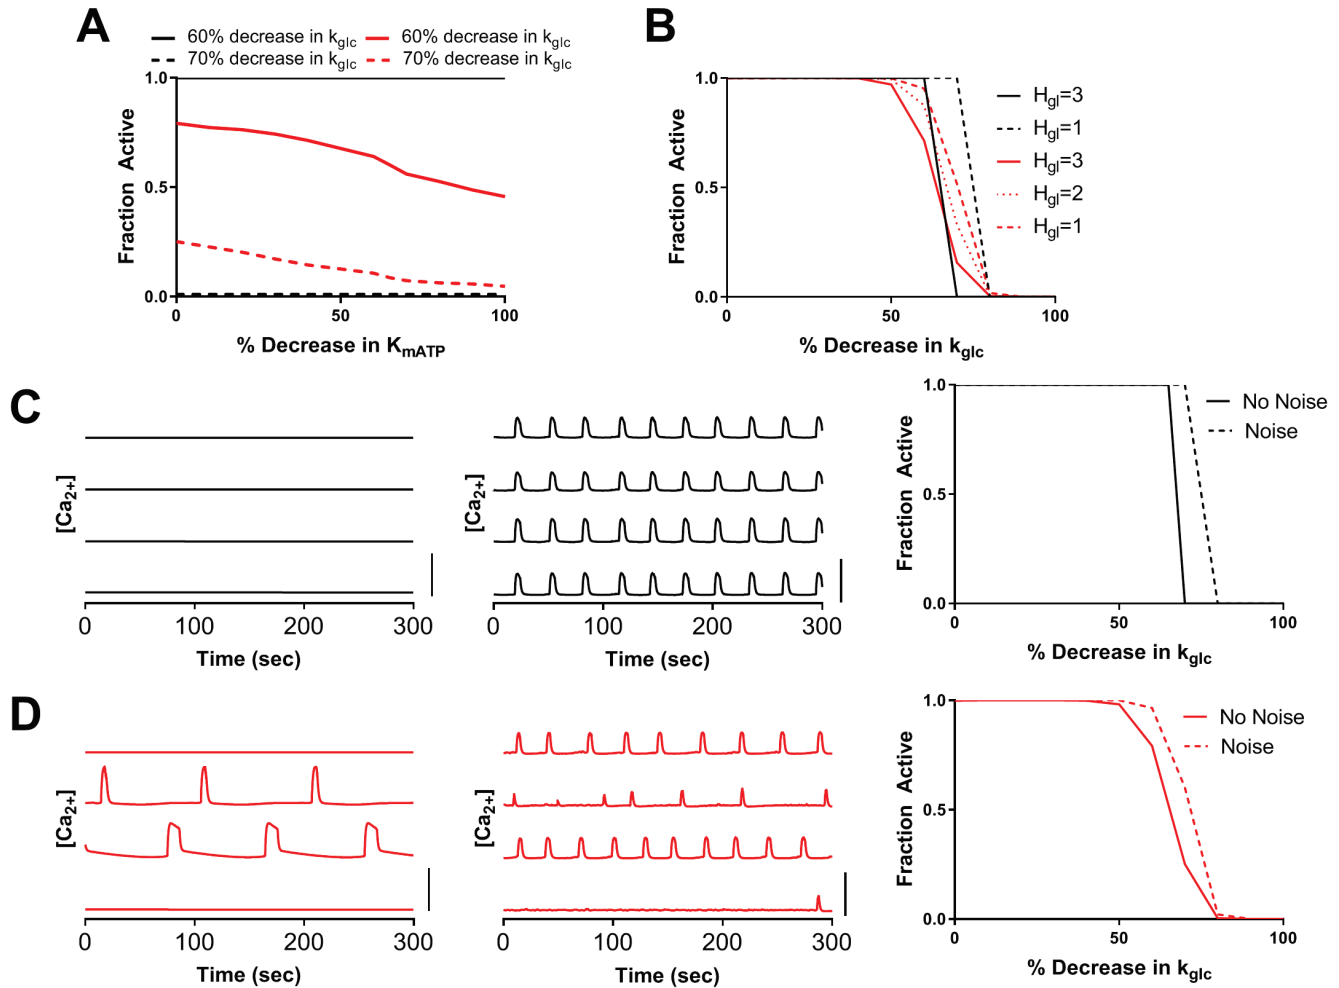 A
60% decrease in kglc
60% decrease in kglc
70% decrease in kglc
70% decrease in kglc
1.0
0.5
0.0
Fraction Active
0
50
100
% Decrease in KmATP
B
1.0
0.5
0.0
Fraction Active
0
50
100
% Decrease in kglc
Hgl=3
Hgl=1
Hgl=3
Hgl=2
Hgl=1
C
[Ca2+]
0
100
200
300
Time (sec)
[Ca2+]
0
100
200
300
Time (sec)
1.0
0.5
0.0
Fraction Active
0
50
100
% Decrease in kglc
No Noise
Noise
D
[Ca2+]
0
100
200
300
Time (sec)
[Ca2+]
0
100
200
300
Time (sec)
1.0
0.5
0.0
Fraction Active
0
50
100
% Decrease in kglc
No Noise
Noise